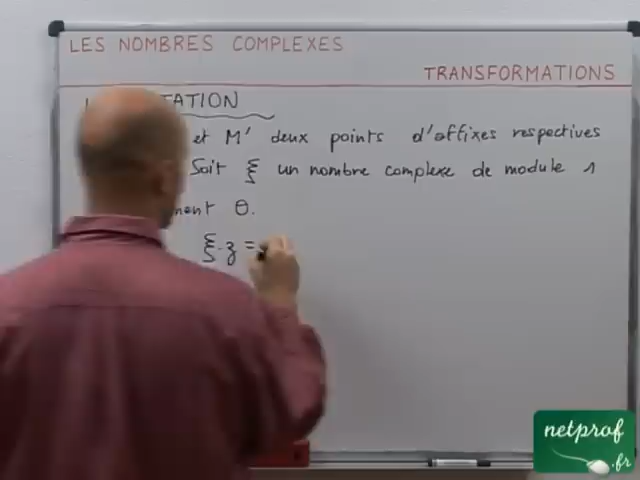 LES NOMBRES COMPLEXES
TRANSFORMATIONS
TATION
et M' deux points d'affixes respectives
Soit ξ un nombre complexe de module 1
ment θ.
ξ.z =
netprof
.fr